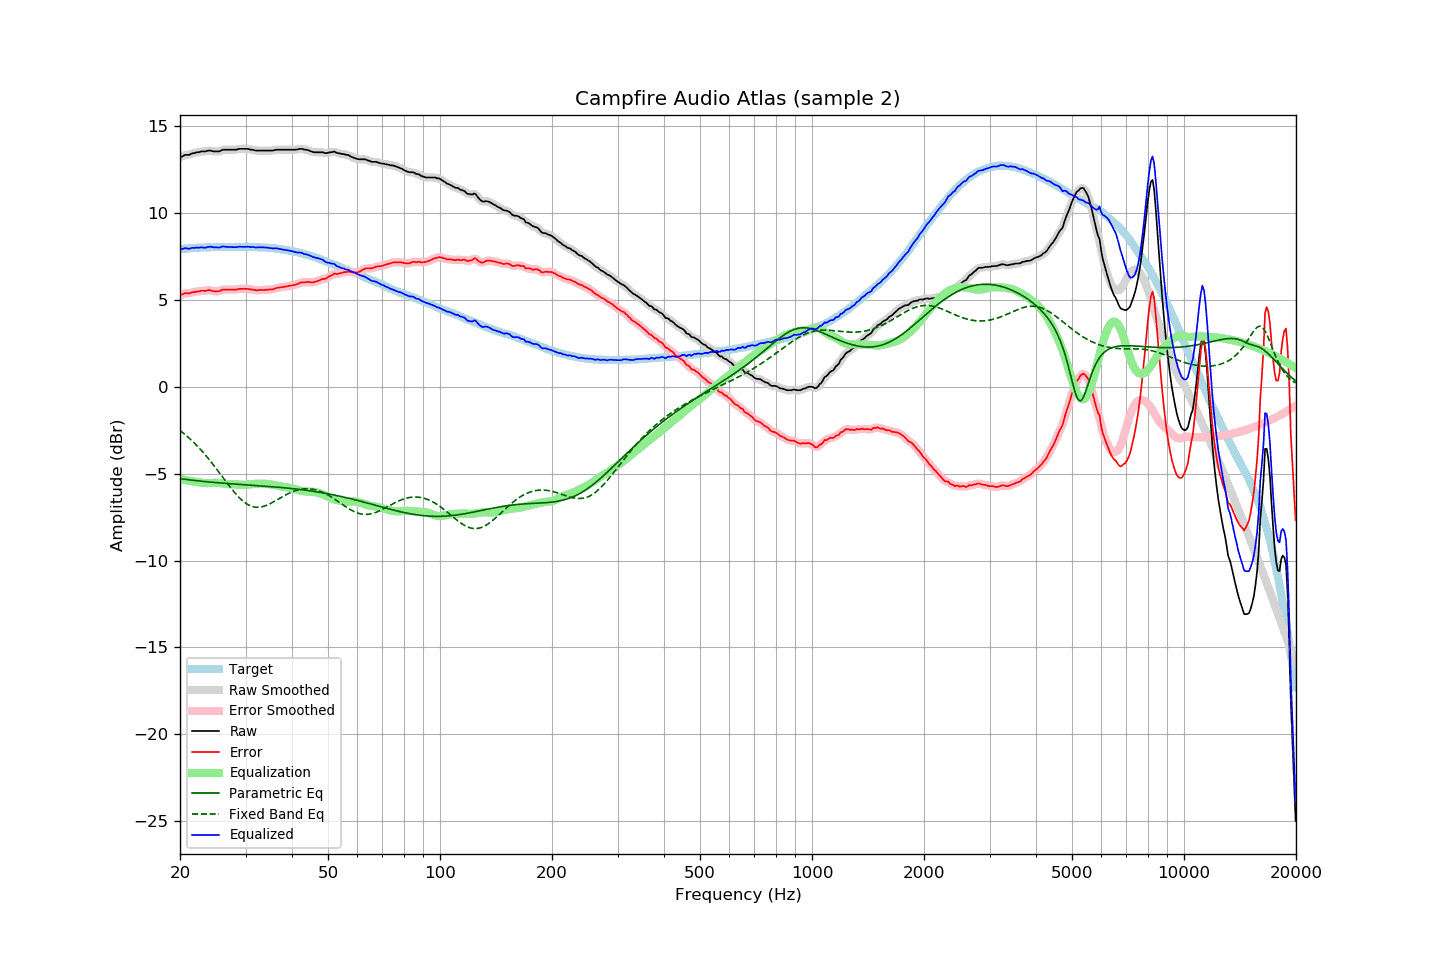 Campfire Audio Atlas (sample 2)
Amplitude (dBr)
15
10
5
0
−5
−10
−15
−20
−25
Target
Raw Smoothed
Error Smoothed
Raw
Error
Equalization
Parametric Eq
Fixed Band Eq
Equalized
20 50 100 200 500 1000 2000 5000 10000 20000
Frequency (Hz)